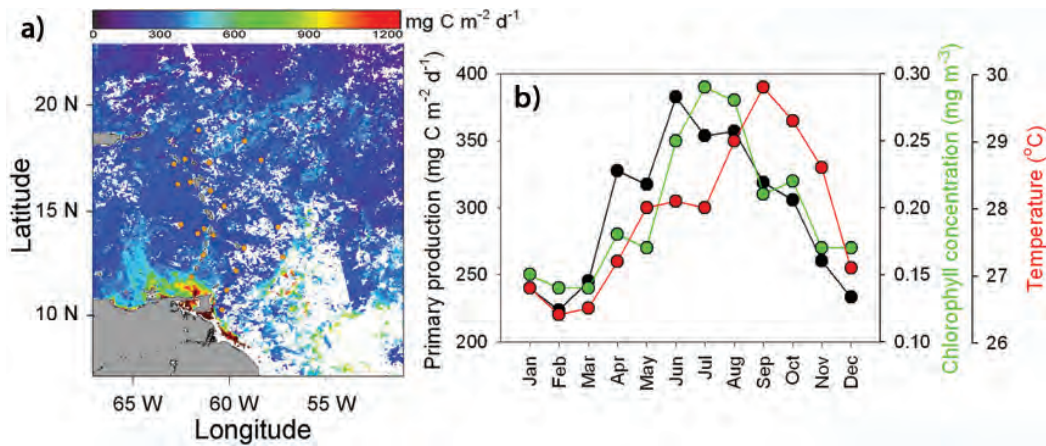 a)
0 300 600 900 1200
mg C m⁻² d⁻¹
Latitude
20 N
15 N
10 N
65 W 60 W 55 W
Longitude
b)
Primary production (mg C m⁻² d⁻¹)
400
350
300
250
200
Jan
Feb
Mar
Apr
May
Jun
Jul
Aug
Sep
Oct
Nov
Dec
0.30
0.25
0.20
0.15
0.10
Chlorophyll concentration (mg m⁻³)
30
29
28
27
26
Temperature (°C)